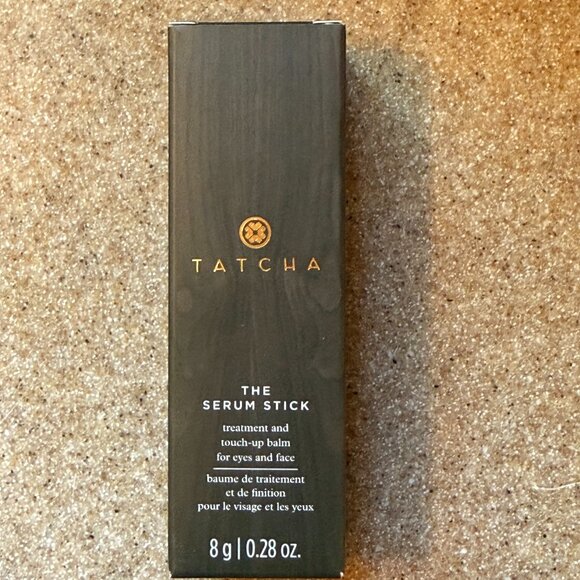 TATCHA
THE
SERUM STICK
treatment and
touch-up balm
for eyes and face
baume de traitement
et de finition
pour le visage et les yeux
8 g | 0.28 oz.